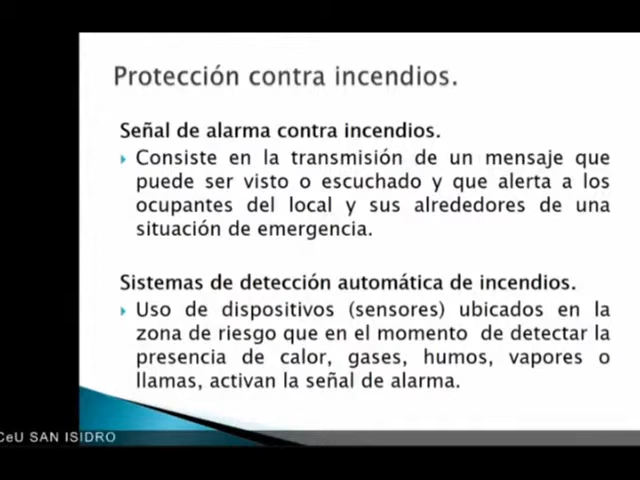 Protección contra incendios.
Señal de alarma contra incendios.
Consiste en la transmisión de un mensaje que
puede ser visto o escuchado y que alerta a los
ocupantes del local y sus alrededores de una
situación de emergencia.
Sistemas de detección automática de incendios.
Uso de dispositivos (sensores) ubicados en la
zona de riesgo que en el momento de detectar la
presencia de calor, gases, humos, vapores o
llamas, activan la señal de alarma.
CeU SAN ISIDRO